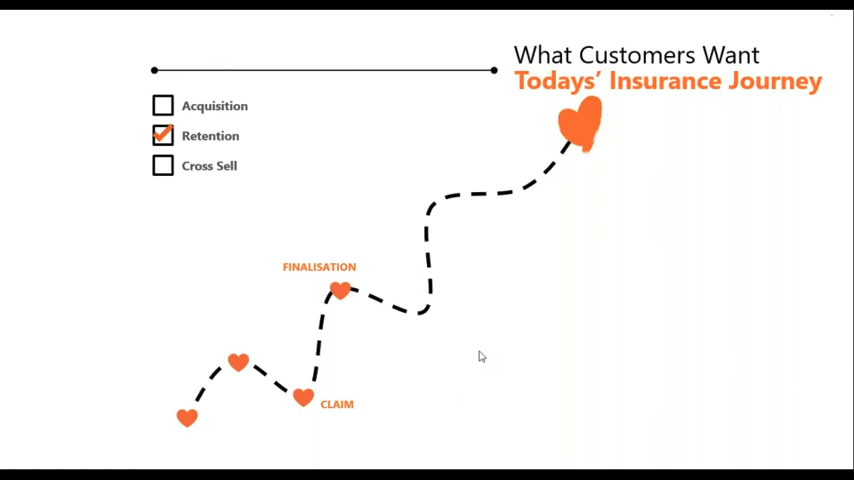 What Customers Want
Todays’ Insurance Journey
Acquisition
Retention
Cross Sell
FINALISATION
CLAIM